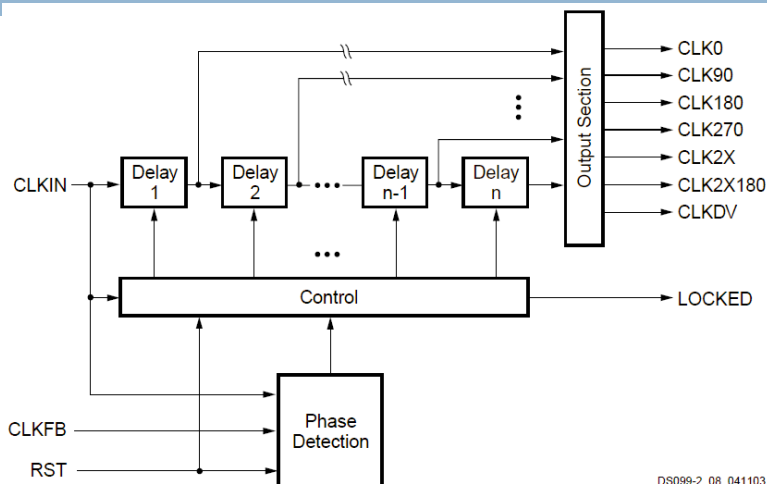 CLK0
CLK90
CLK180
CLK270
CLK2X
CLK2X180
CLKDV
Output Section
CLKIN
Delay
1
Delay
2
•••
Delay
n-1
Delay
n
•••
Control
LOCKED
CLKFB
RST
Phase
Detection
DS099-2_08_041103